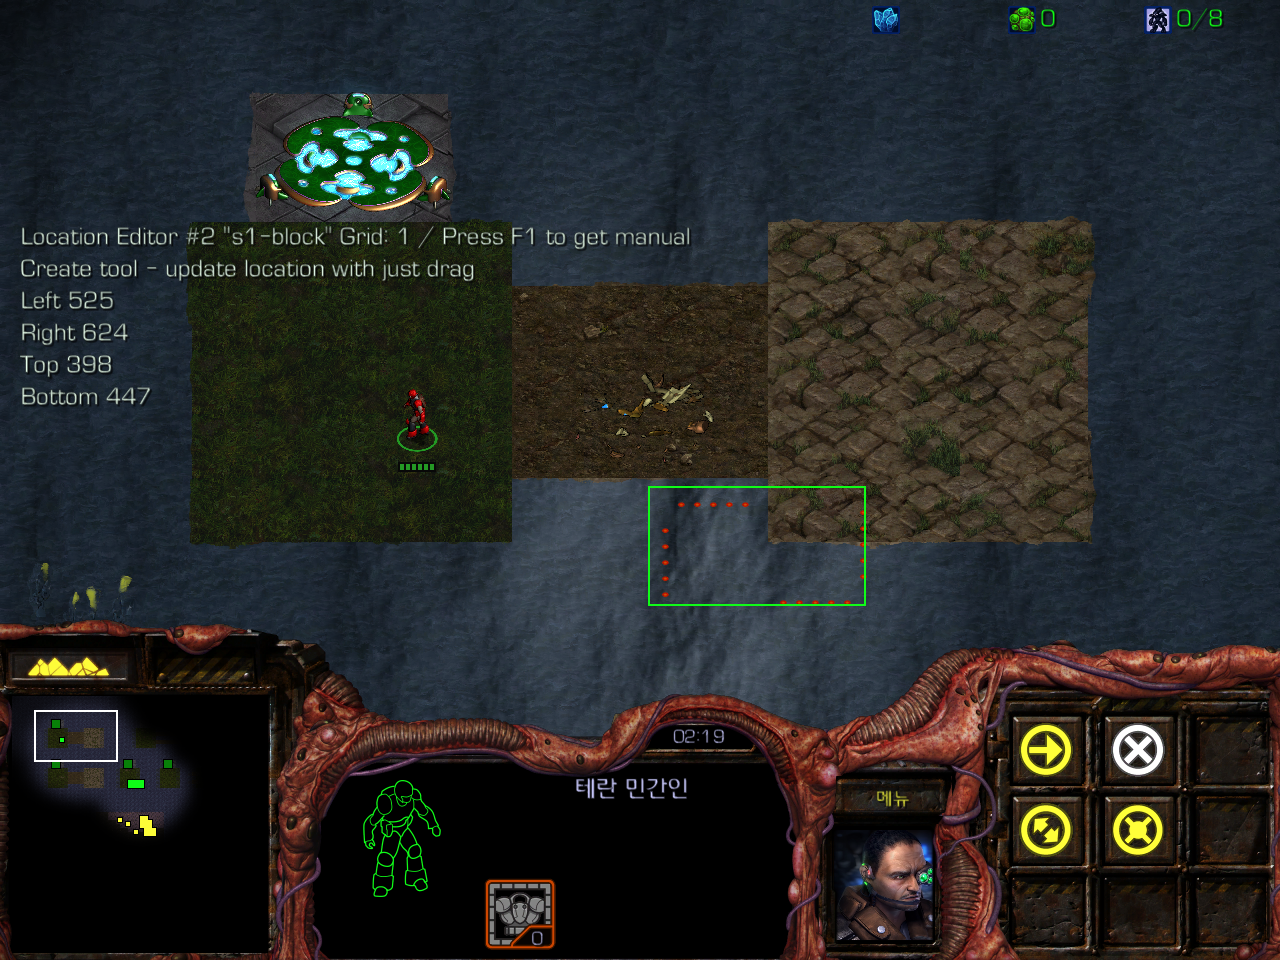 0
0/8
Location Editor #2 "s1-block" Grid: 1 / Press F1 to get manual
Create tool - update location with just drag
Left 525
Right 624
Top 398
Bottom 447
02:19
테란 민간인
메뉴
0